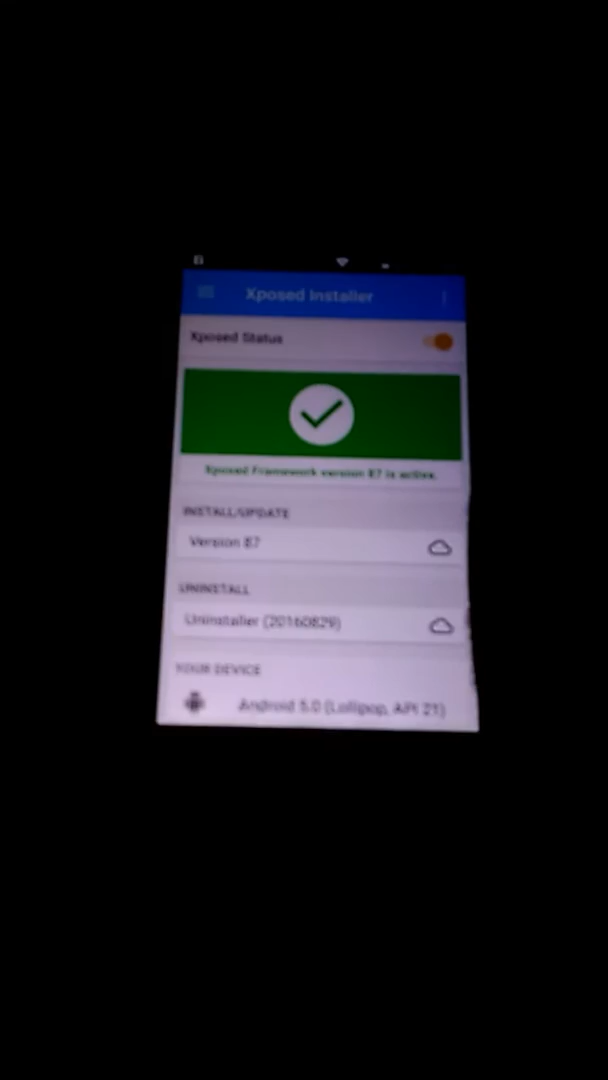 Xposed Installer
Xposed Status
Xposed Framework version 87 is active.
INSTALL/UPDATE
Version 87
UNINSTALL
Uninstaller (20160829)
YOUR DEVICE
Android 5.0 (Lollipop, API 21)